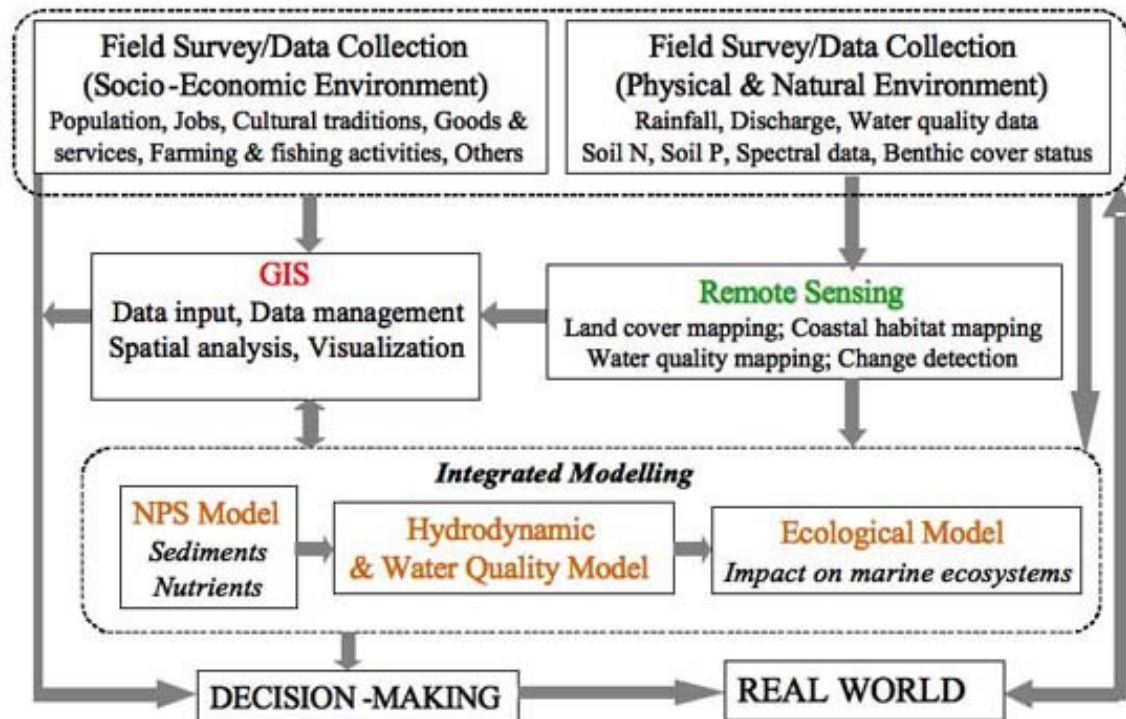 Field Survey/Data Collection
(Socio-Economic Environment)
Population, Jobs, Cultural traditions, Goods &
services, Farming & fishing activities, Others
Field Survey/Data Collection
(Physical & Natural Environment)
Rainfall, Discharge, Water quality data
Soil N, Soil P, Spectral data, Benthic cover status
GIS
Data input, Data management
Spatial analysis, Visualization
Remote Sensing
Land cover mapping; Coastal habitat mapping
Water quality mapping; Change detection
Integrated Modelling
NPS Model
Sediments
Nutrients
Hydrodynamic
& Water Quality Model
Ecological Model
Impact on marine ecosystems
DECISION-MAKING
REAL WORLD